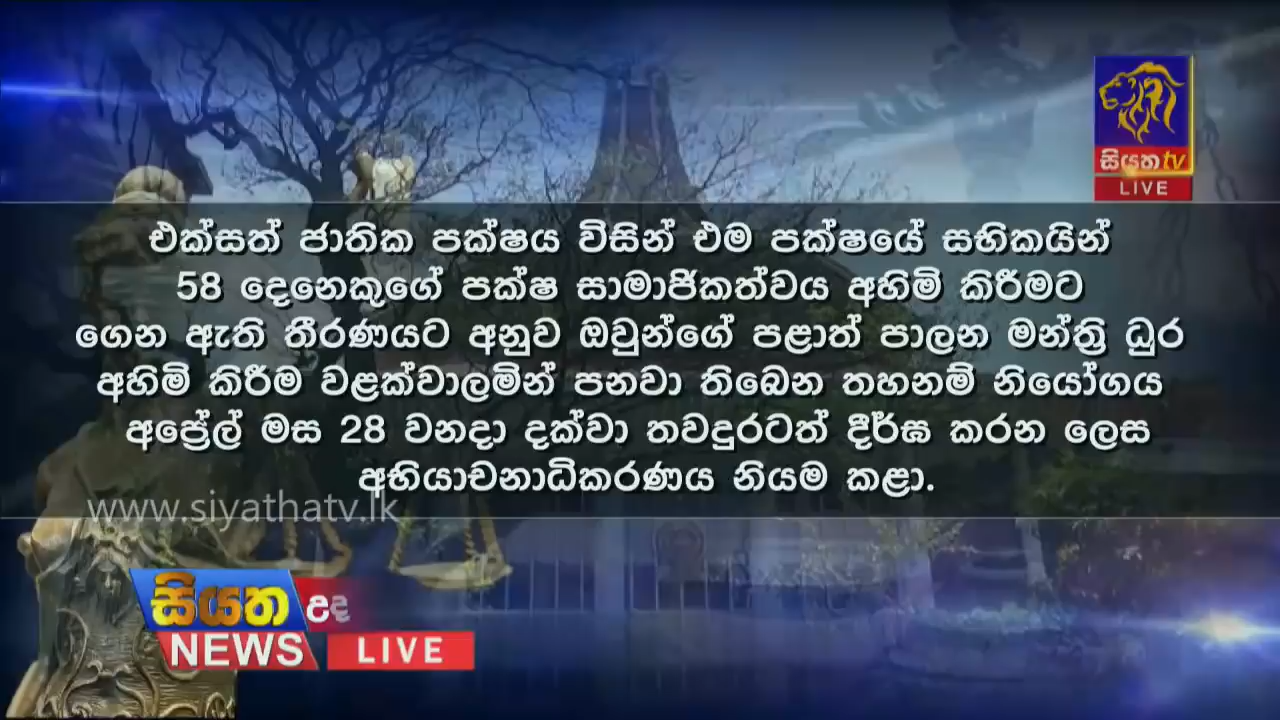 සියත tv
LIVE
එක්සත් ජාතික පක්ෂය විසින් එම පක්ෂයේ සභිකයින්
58 දෙනෙකුගේ පක්ෂ සාමාජිකත්වය අහිමි කිරීමට
ගෙන ඇති තීරණයට අනුව ඔවුන්ගේ පළාත් පාලන මන්ත්‍රි ධුර
අහිමි කිරීම වළක්වාලමින් පනවා තිබෙන තහනම් නියෝගය
අප්‍රේල් මස 28 වනදා දක්වා තවදුරටත් දීර්ඝ කරන ලෙස
අභියාචනාධිකරණය නියම කළා.
www.siyathatv.lk
සියත උද
NEWS LIVE